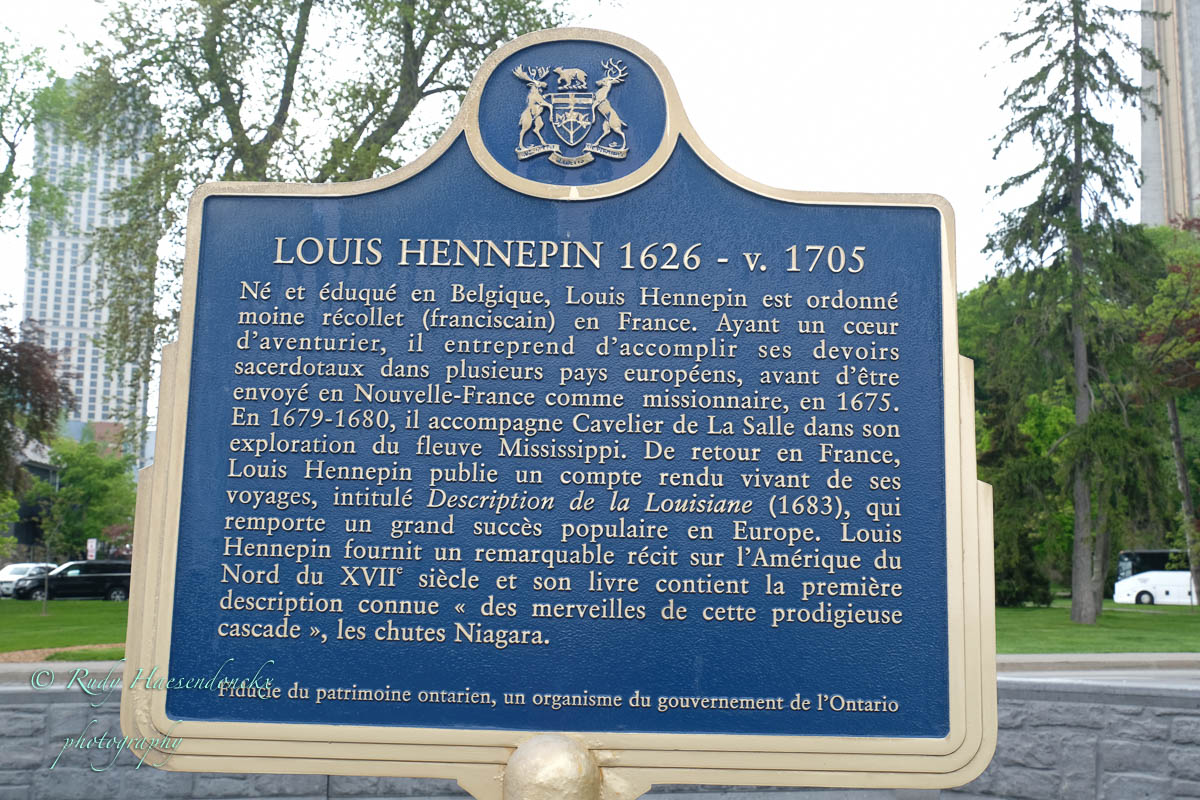 LOUIS HENNEPIN 1626 - v. 1705
Né et éduqué en Belgique, Louis Hennepin est ordonné
moine récollet (franciscain) en France. Ayant un cœur
d'aventurier, il entreprend d'accomplir ses devoirs
sacerdotaux dans plusieurs pays européens, avant d'être
envoyé en Nouvelle-France comme missionnaire, en 1675.
En 1679-1680, il accompagne Cavelier de La Salle dans son
exploration du fleuve Mississippi. De retour en France,
Louis Hennepin publie un compte rendu vivant de ses
voyages, intitulé Description de la Louisiane (1683), qui
remporte un grand succès populaire en Europe. Louis
Hennepin fournit un remarquable récit sur l'Amérique du
Nord du XVIIe siècle et son livre contient la première
description connue « des merveilles de cette prodigieuse
cascade », les chutes Niagara.
Fiducie du patrimoine ontarien, un organisme du gouvernement de l'Ontario
© Rudy Haesendonckx
photography